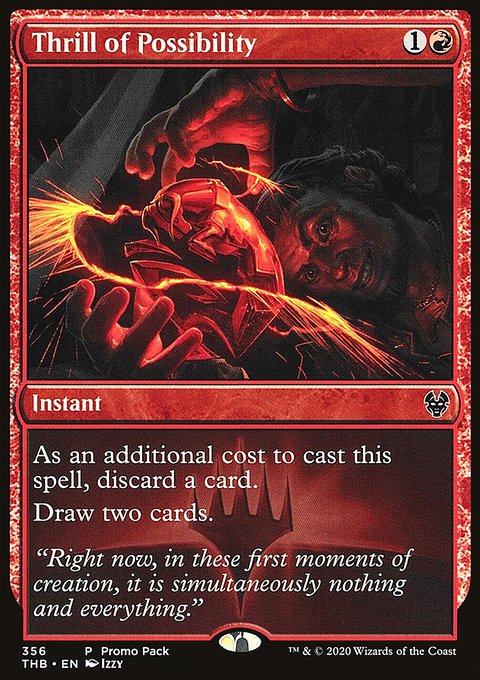 Thrill of Possibility 1
Instant
As an additional cost to cast this
spell, discard a card.
Draw two cards.
“Right now, in these first moments of
creation, it is simultaneously nothing
and everything.”
356 P Promo Pack ™ & © 2020 Wizards of the Coast
THB • EN Izzy